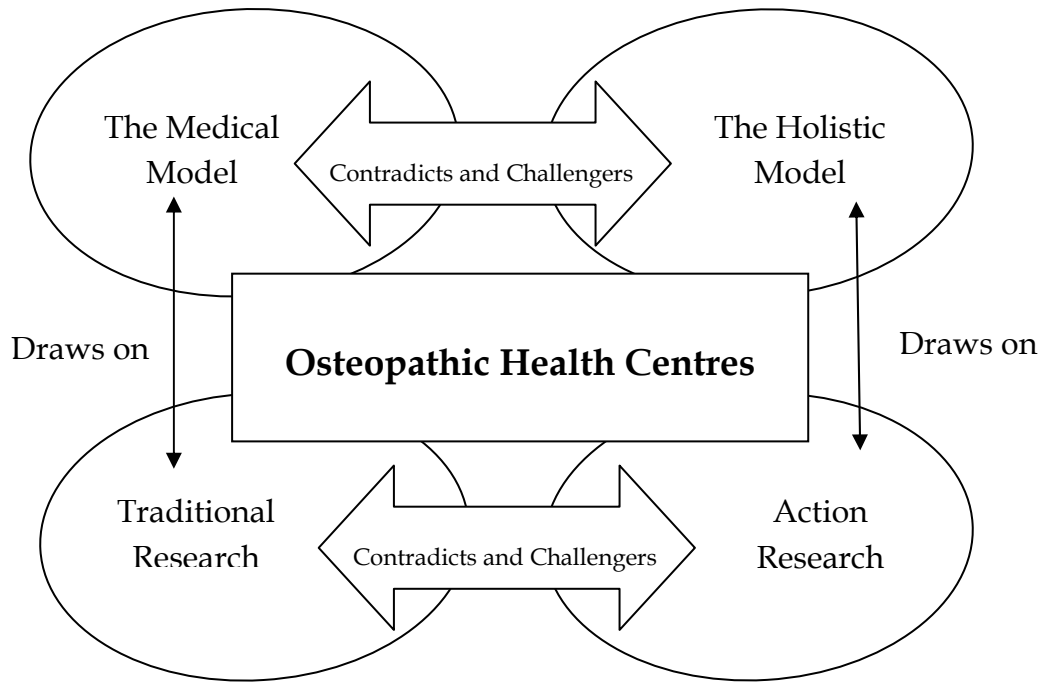 The Medical
Model
Contradicts and Challengers
The Holistic
Model
Draws on
Osteopathic Health Centres
Draws on
Traditional
Research
Contradicts and Challengers
Action
Research